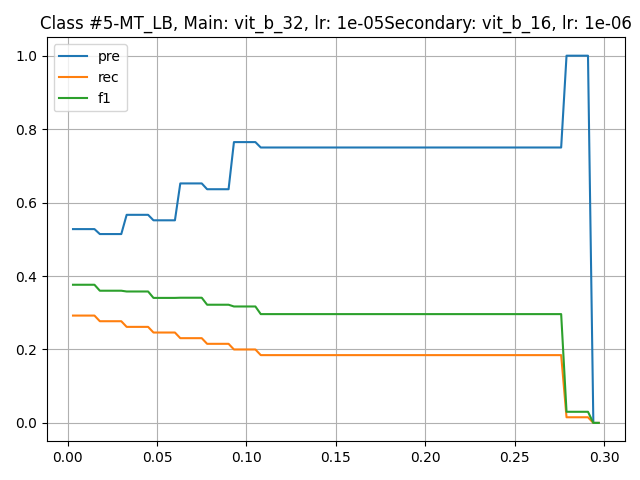 Class #5-MT_LB, Main: vit_b_32, lr: 1e-05Secondary: vit_b_16, lr: 1e-06
pre
rec
f1
1.0
0.8
0.6
0.4
0.2
0.0
0.00 0.05 0.10 0.15 0.20 0.25 0.30